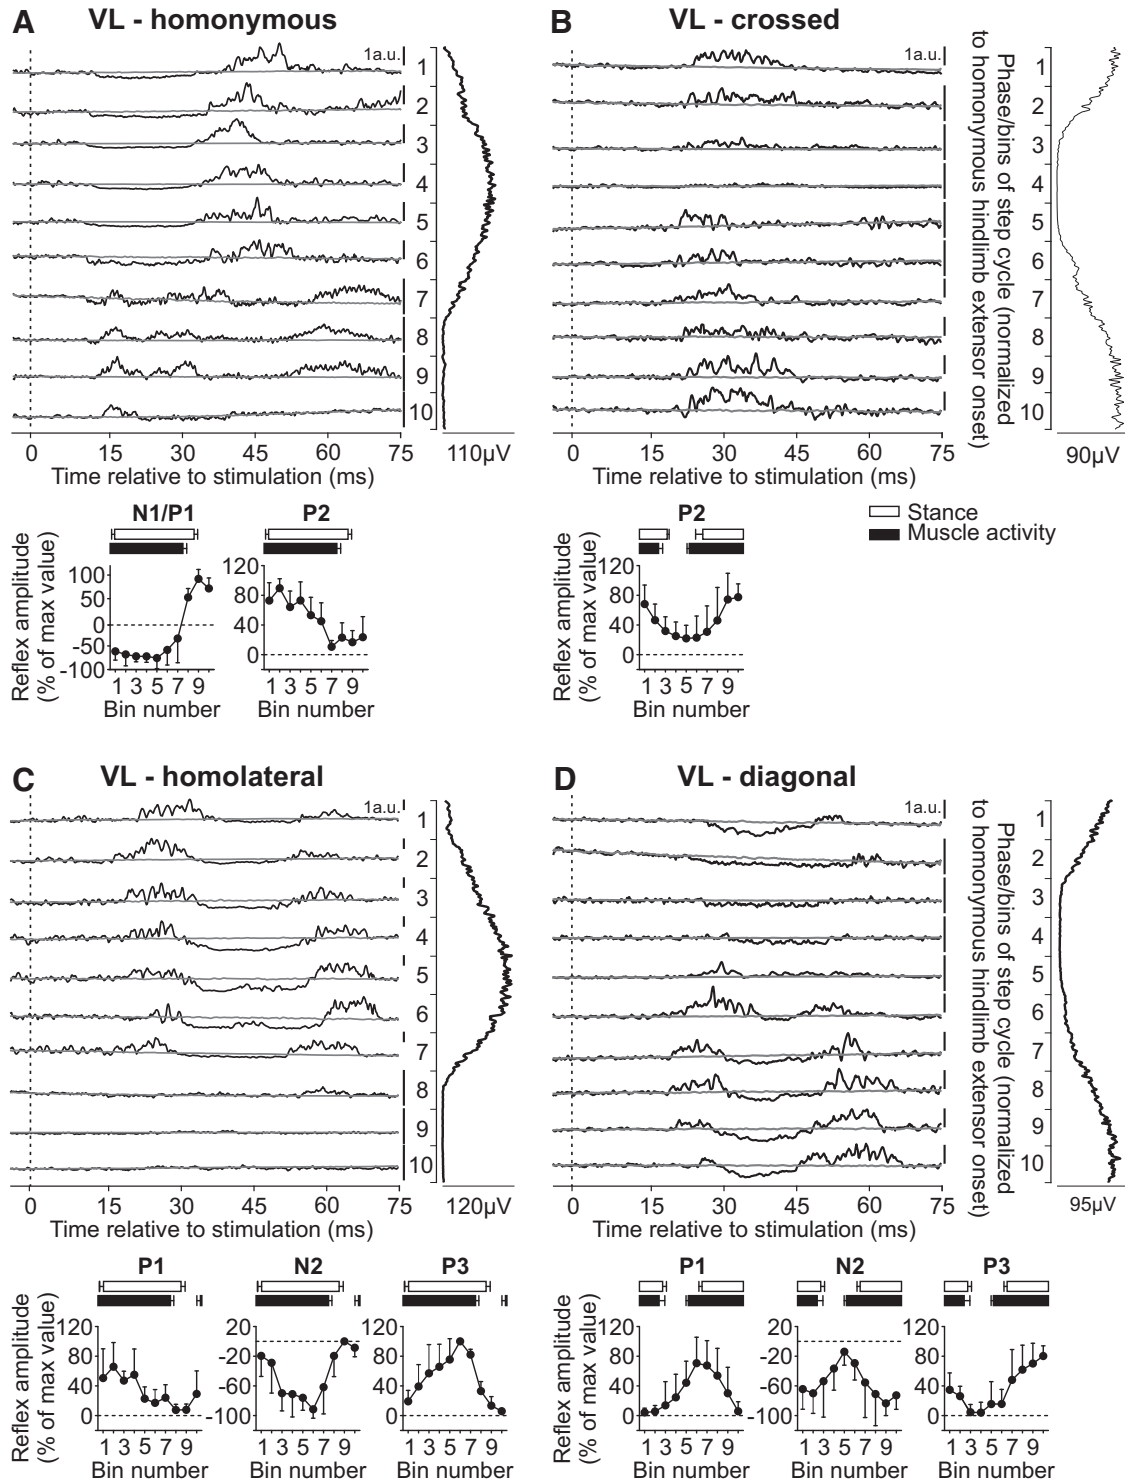 A VL - homonymous
1a.u.
1
2
3
4
5
6
7
8
9
10
0 15 30 45 60 75
Time relative to stimulation (ms)
110µV
N1/P1
Reflex amplitude
(% of max value)
100
50
0
-50
-100
1 3 5 7 9
Bin number
P2
120
80
40
0
1 3 5 7 9
Bin number
B VL - crossed
1a.u.
Phase/bins of step cycle (normalized
to homonymous hindlimb extensor onset)
1
2
3
4
5
6
7
8
9
10
0 15 30 45 60 75
Time relative to stimulation (ms)
90µV
P2
Reflex amplitude
(% of max value)
120
80
40
0
1 3 5 7 9
Bin number
Stance
Muscle activity
C VL - homolateral
1a.u.
1
2
3
4
5
6
7
8
9
10
0 15 30 45 60 75
Time relative to stimulation (ms)
120µV
P1
Reflex amplitude
(% of max value)
120
80
40
0
1 3 5 7 9
Bin number
N2
20
-20
-60
-100
1 3 5 7 9
Bin number
P3
120
80
40
0
1 3 5 7 9
Bin number
D VL - diagonal
1a.u.
Phase/bins of step cycle (normalized
to homonymous hindlimb extensor onset)
1
2
3
4
5
6
7
8
9
10
0 15 30 45 60 75
Time relative to stimulation (ms)
95µV
P1
Reflex amplitude
(% of max value)
120
80
40
0
1 3 5 7 9
Bin number
N2
20
-20
-60
-100
1 3 5 7 9
Bin number
P3
120
80
40
0
1 3 5 7 9
Bin number